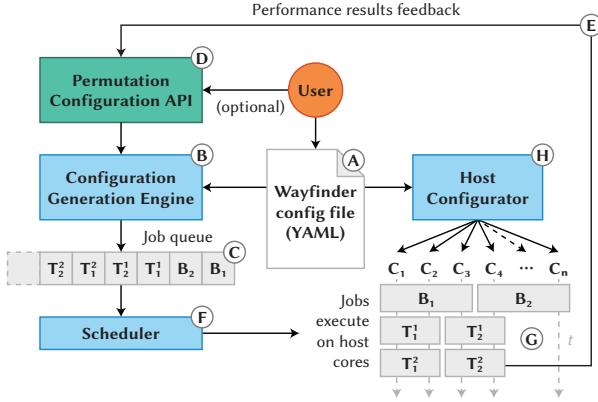 Performance results feedback
E
D
Permutation
Configuration API
User
(optional)
B
Configuration
Generation Engine
A
Wayfinder
config file
(YAML)
H
Host
Configurator
Job queue
C
T₂² T₁² T₂¹ T₁¹ B₂ B₁
C₁ C₂ C₃ C₄ ... Cₙ
F
Scheduler
Jobs
execute
on host
cores
B₁ B₂
T₁¹ T₂¹
G
t
T₁² T₂²